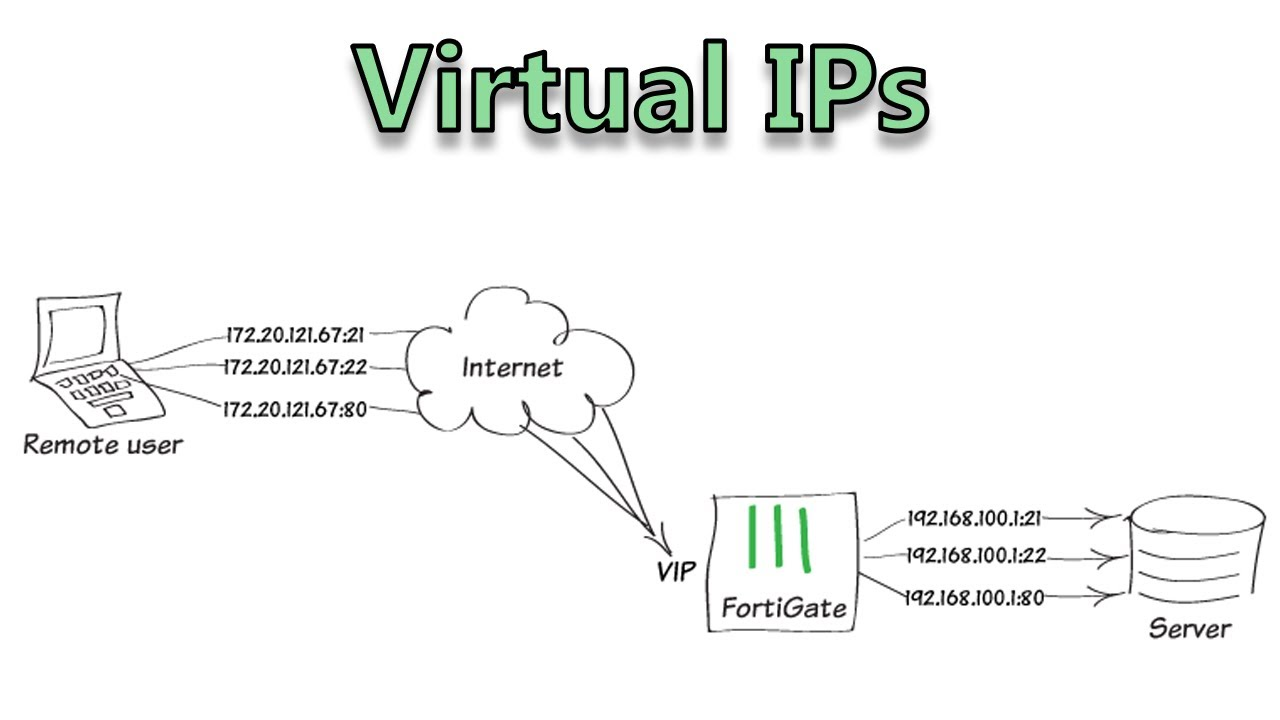 Virtual IPs
172.20.121.67:21
172.20.121.67:22
172.20.121.67:80
Internet
Remote user
VIP
FortiGate
192.168.100.1:21
192.168.100.1:22
192.168.100.1:80
Server